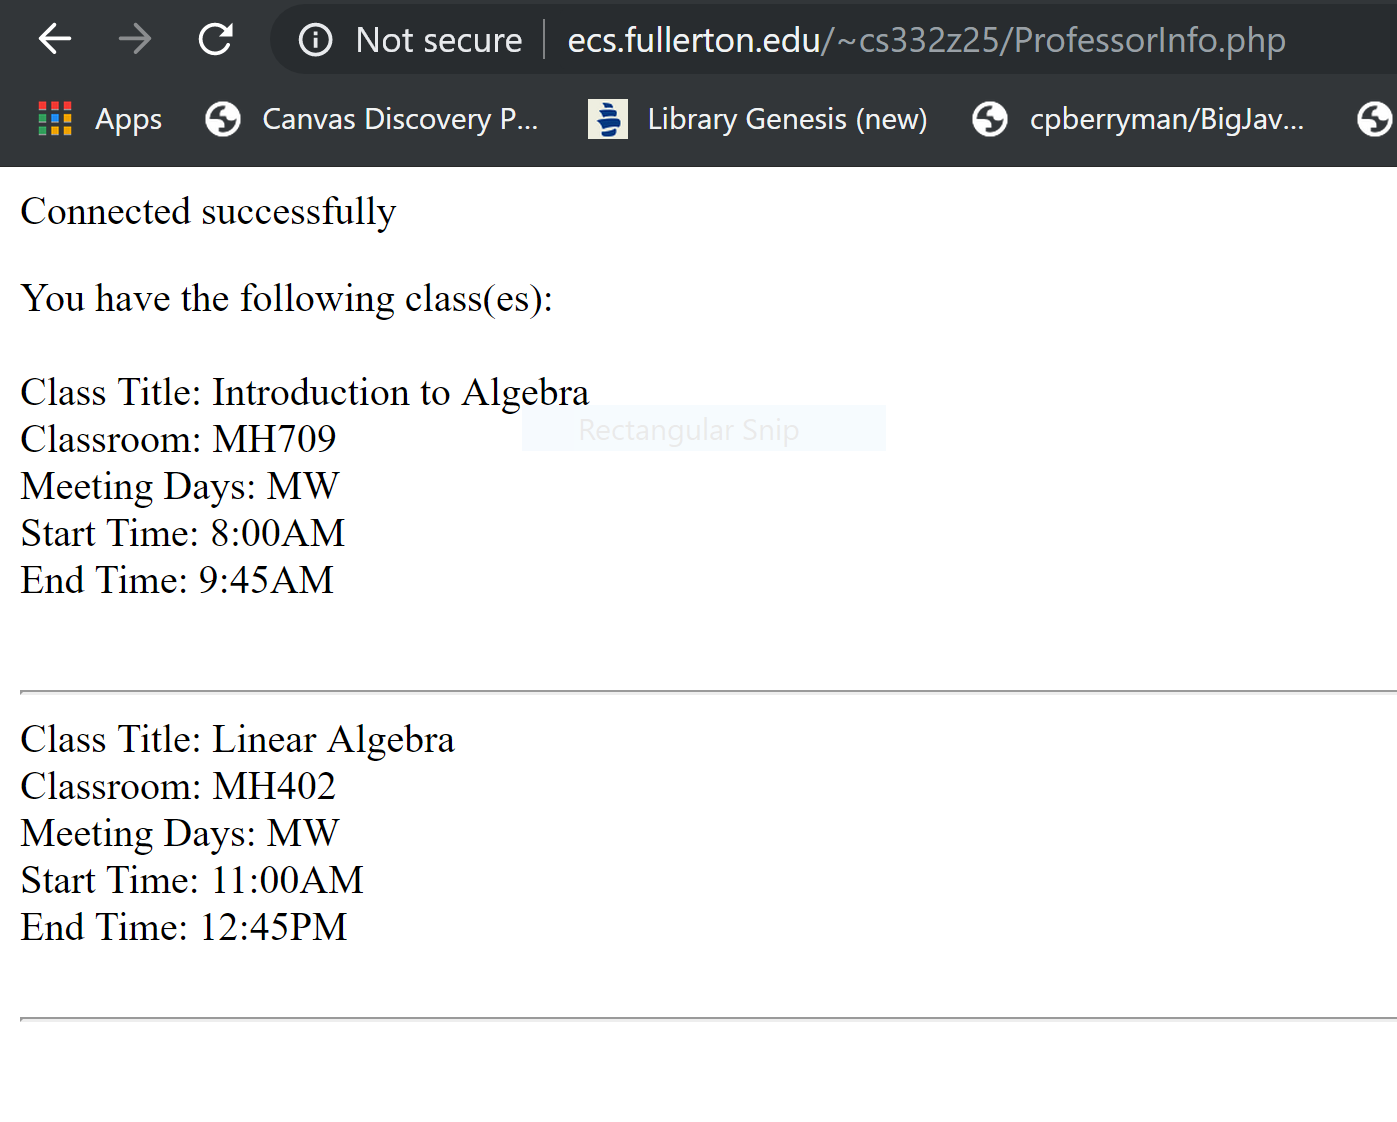 Not secure ecs.fullerton.edu/~cs332z25/ProfessorInfo.php
Apps Canvas Discovery P... Library Genesis (new) cpberryman/BigJav...
Connected successfully
You have the following class(es):
Class Title: Introduction to Algebra
Rectangular Snip
Classroom: MH709
Meeting Days: MW
Start Time: 8:00AM
End Time: 9:45AM
Class Title: Linear Algebra
Classroom: MH402
Meeting Days: MW
Start Time: 11:00AM
End Time: 12:45PM